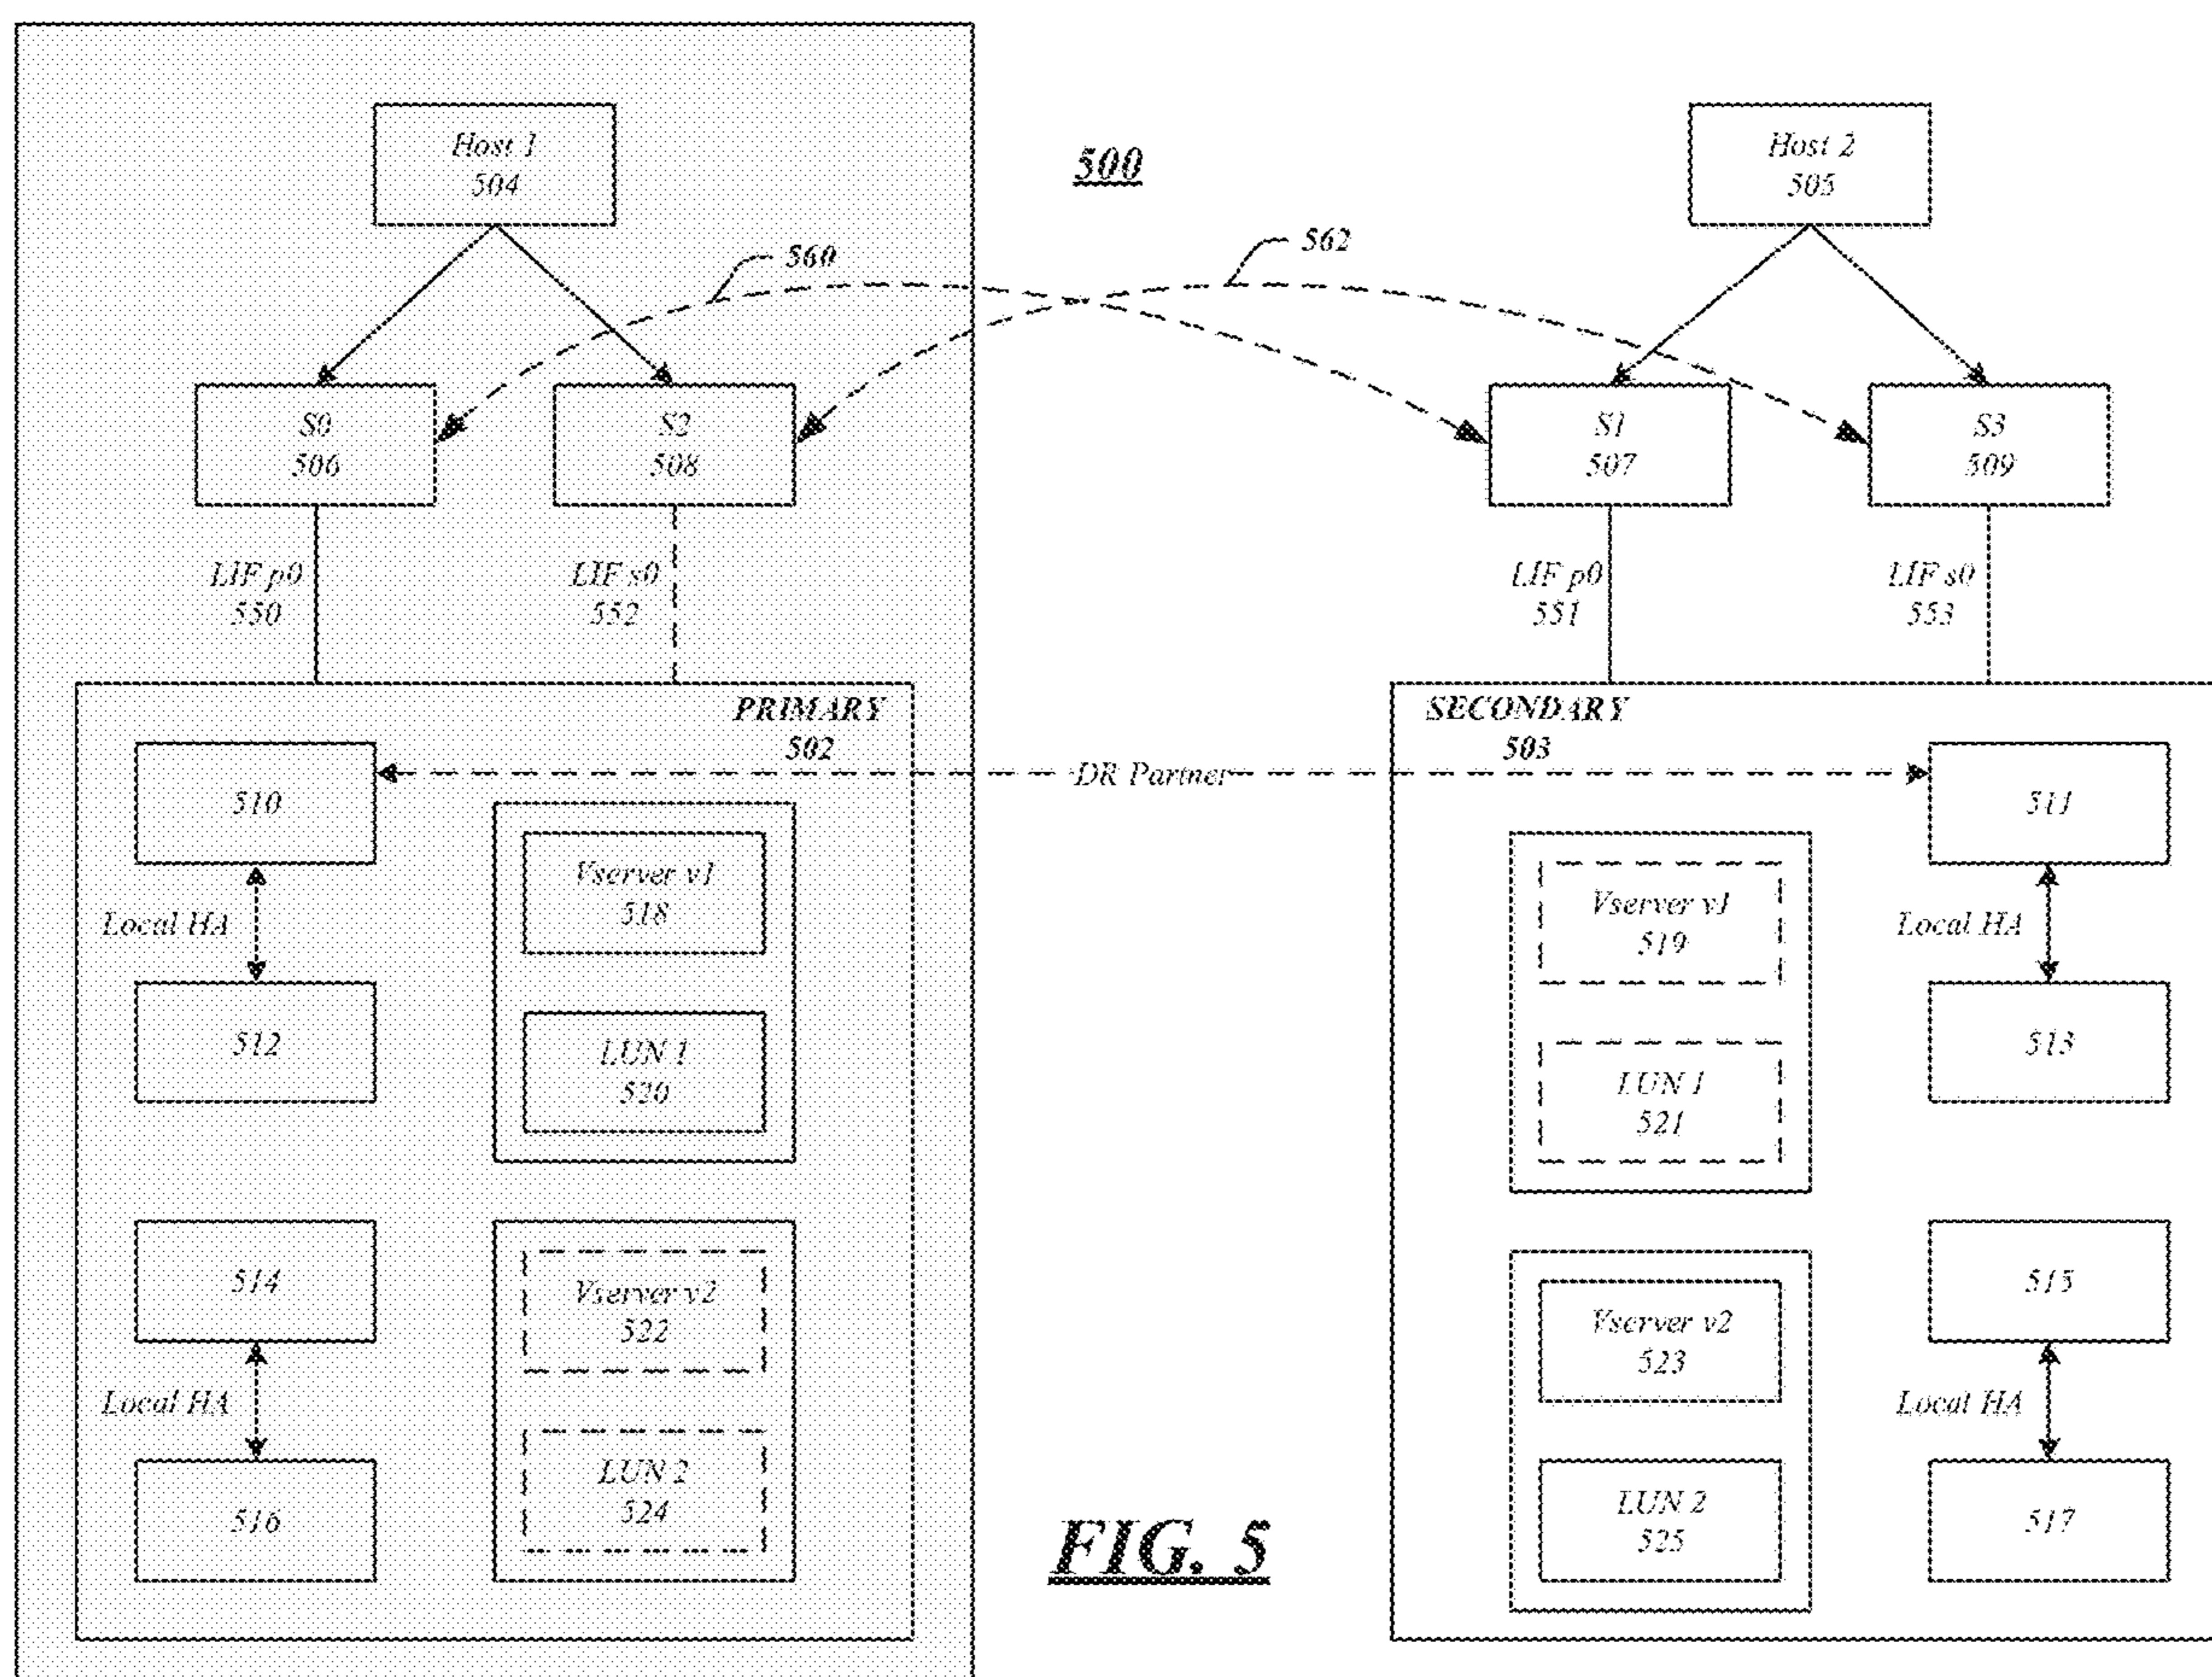 500
Host 1
504
Host 2
505
560
562
S0
506
S2
508
S1
507
S3
509
LIF p0
550
LIF s0
552
LIF p0
551
LIF s0
553
PRIMARY
502
SECONDARY
503
DR Partner
510
Local HA
512
514
Local HA
516
Vserver v1
518
LUN 1
520
Vserver v2
522
LUN 2
524
Vserver v1
519
LUN 1
521
Vserver v2
523
LUN 2
525
511
Local HA
513
515
Local HA
517
FIG. 5